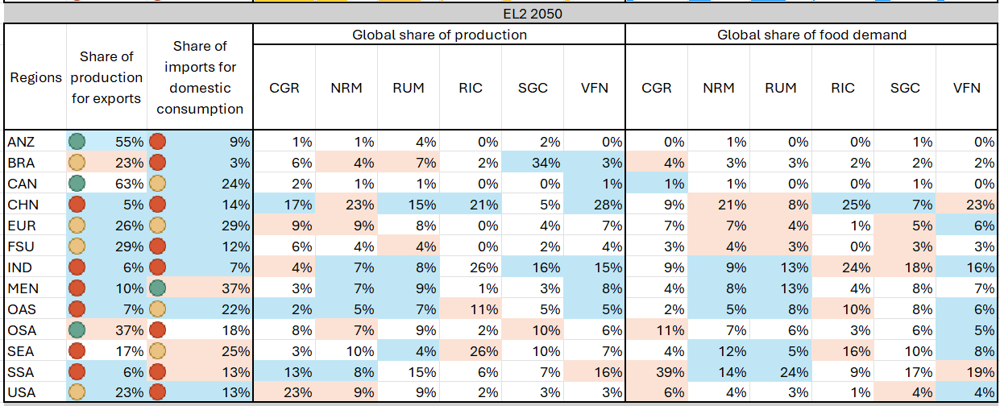 EL2 2050
Regions Share of production for exports Share of imports for domestic consumption Global share of production Global share of food demand
CGR NRM RUM RIC SGC VFN CGR NRM RUM RIC SGC VFN
ANZ 55% 9% 1% 1% 4% 0% 2% 0% 0% 1% 0% 0% 1% 0%
BRA 23% 3% 6% 4% 7% 2% 34% 3% 4% 3% 3% 2% 2% 2%
CAN 63% 24% 2% 1% 1% 0% 0% 1% 1% 1% 0% 0% 1% 0%
CHN 5% 14% 17% 23% 15% 21% 5% 28% 9% 21% 8% 25% 7% 23%
EUR 26% 29% 9% 9% 8% 0% 4% 7% 7% 7% 4% 1% 5% 6%
FSU 29% 12% 6% 4% 4% 0% 2% 4% 3% 4% 3% 0% 3% 3%
IND 6% 7% 4% 7% 8% 26% 16% 15% 9% 9% 13% 24% 18% 16%
MEN 10% 37% 3% 7% 9% 1% 3% 8% 4% 8% 13% 4% 8% 7%
OAS 7% 22% 2% 5% 7% 11% 5% 5% 2% 5% 8% 10% 8% 6%
OSA 37% 18% 8% 7% 9% 2% 10% 6% 11% 7% 6% 3% 6% 5%
SEA 17% 25% 3% 10% 4% 26% 10% 7% 4% 12% 5% 16% 10% 8%
SSA 6% 13% 13% 8% 15% 6% 7% 16% 39% 14% 24% 9% 17% 19%
USA 23% 13% 23% 9% 9% 2% 3% 3% 6% 4% 3% 1% 4% 4%